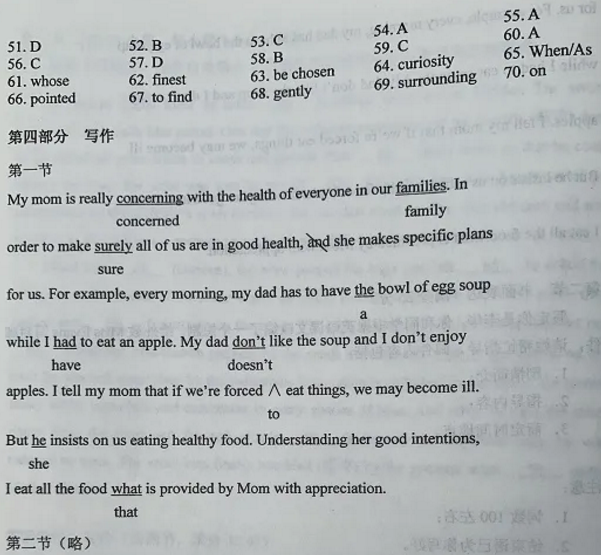 51. D 52. B 53. C 54. A 55. A
56. C 57. D 58. B 59. C 60. A
61. whose 62. finest 63. be chosen 64. curiosity 65. When/As
66. pointed 67. to find 68. gently 69. surrounding 70. on
第四部分 写作
第一节
My mom is really concerning with the health of everyone in our families. In
concerned family
order to make surely all of us are in good health, and she makes specific plans
sure
for us. For example, every morning, my dad has to have the bowl of egg soup
a
while I had to eat an apple. My dad don't like the soup and I don't enjoy
have doesn't
apples. I tell my mom that if we're forced ∧ eat things, we may become ill.
to
But he insists on us eating healthy food. Understanding her good intentions,
she
I eat all the food what is provided by Mom with appreciation.
that
第二节（略）